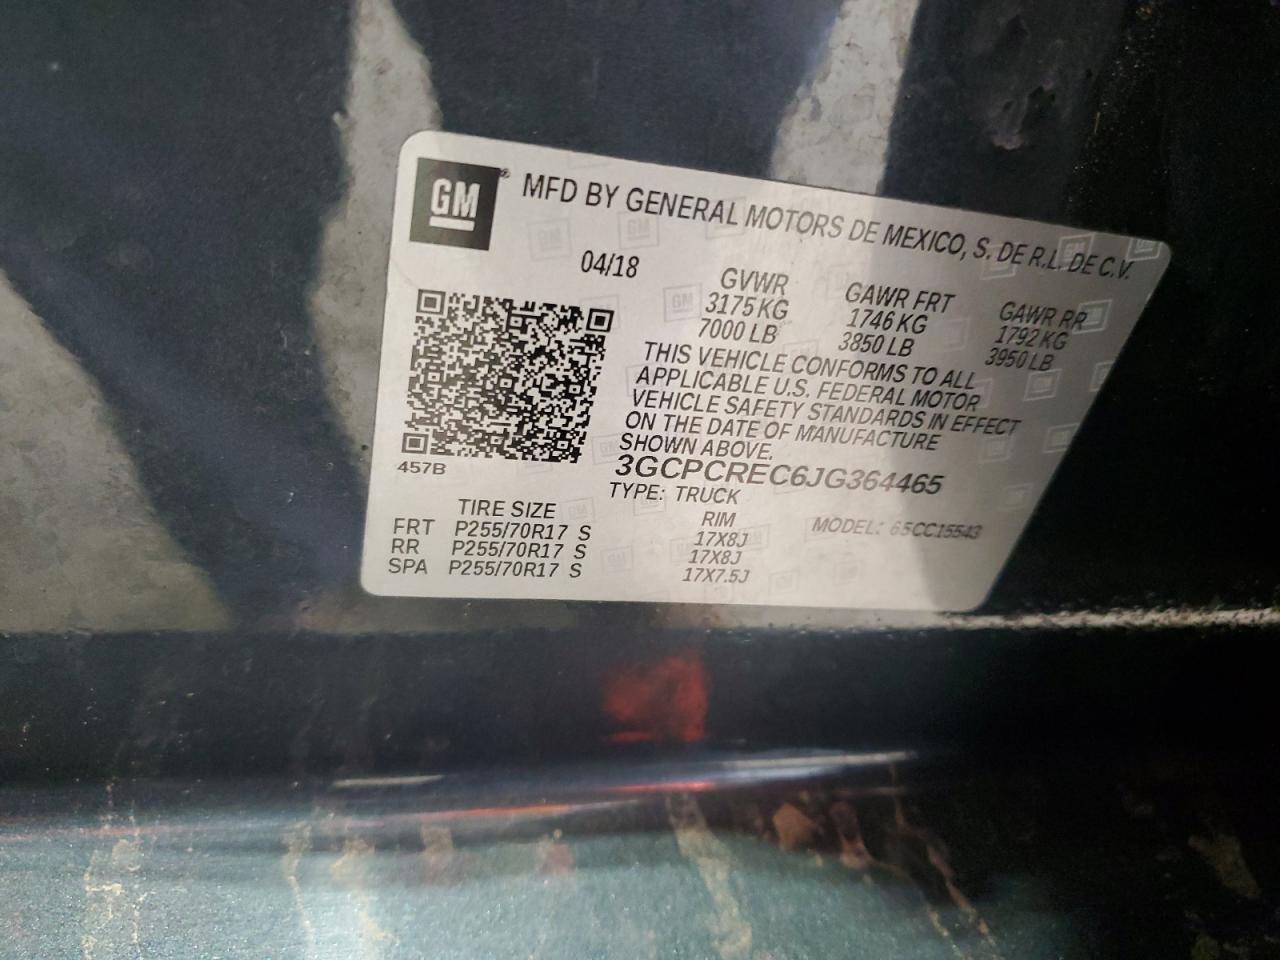 GM ® MFD BY GENERAL MOTORS DE MEXICO, S. DE R.L. DE C.V.
04/18
GVWR GAWR FRT GAWR RR
3175 KG 1746 KG 1792 KG
7000 LB 3850 LB 3950 LB
THIS VEHICLE CONFORMS TO ALL
APPLICABLE U.S. FEDERAL MOTOR
VEHICLE SAFETY STANDARDS IN EFFECT
ON THE DATE OF MANUFACTURE
SHOWN ABOVE.
457B
3GCPCREC6JG364465
TYPE: TRUCK
MODEL: 65CC15543
TIRE SIZE RIM
FRT P255/70R17 S 17X8J
RR P255/70R17 S 17X8J
SPA P255/70R17 S 17X7.5J